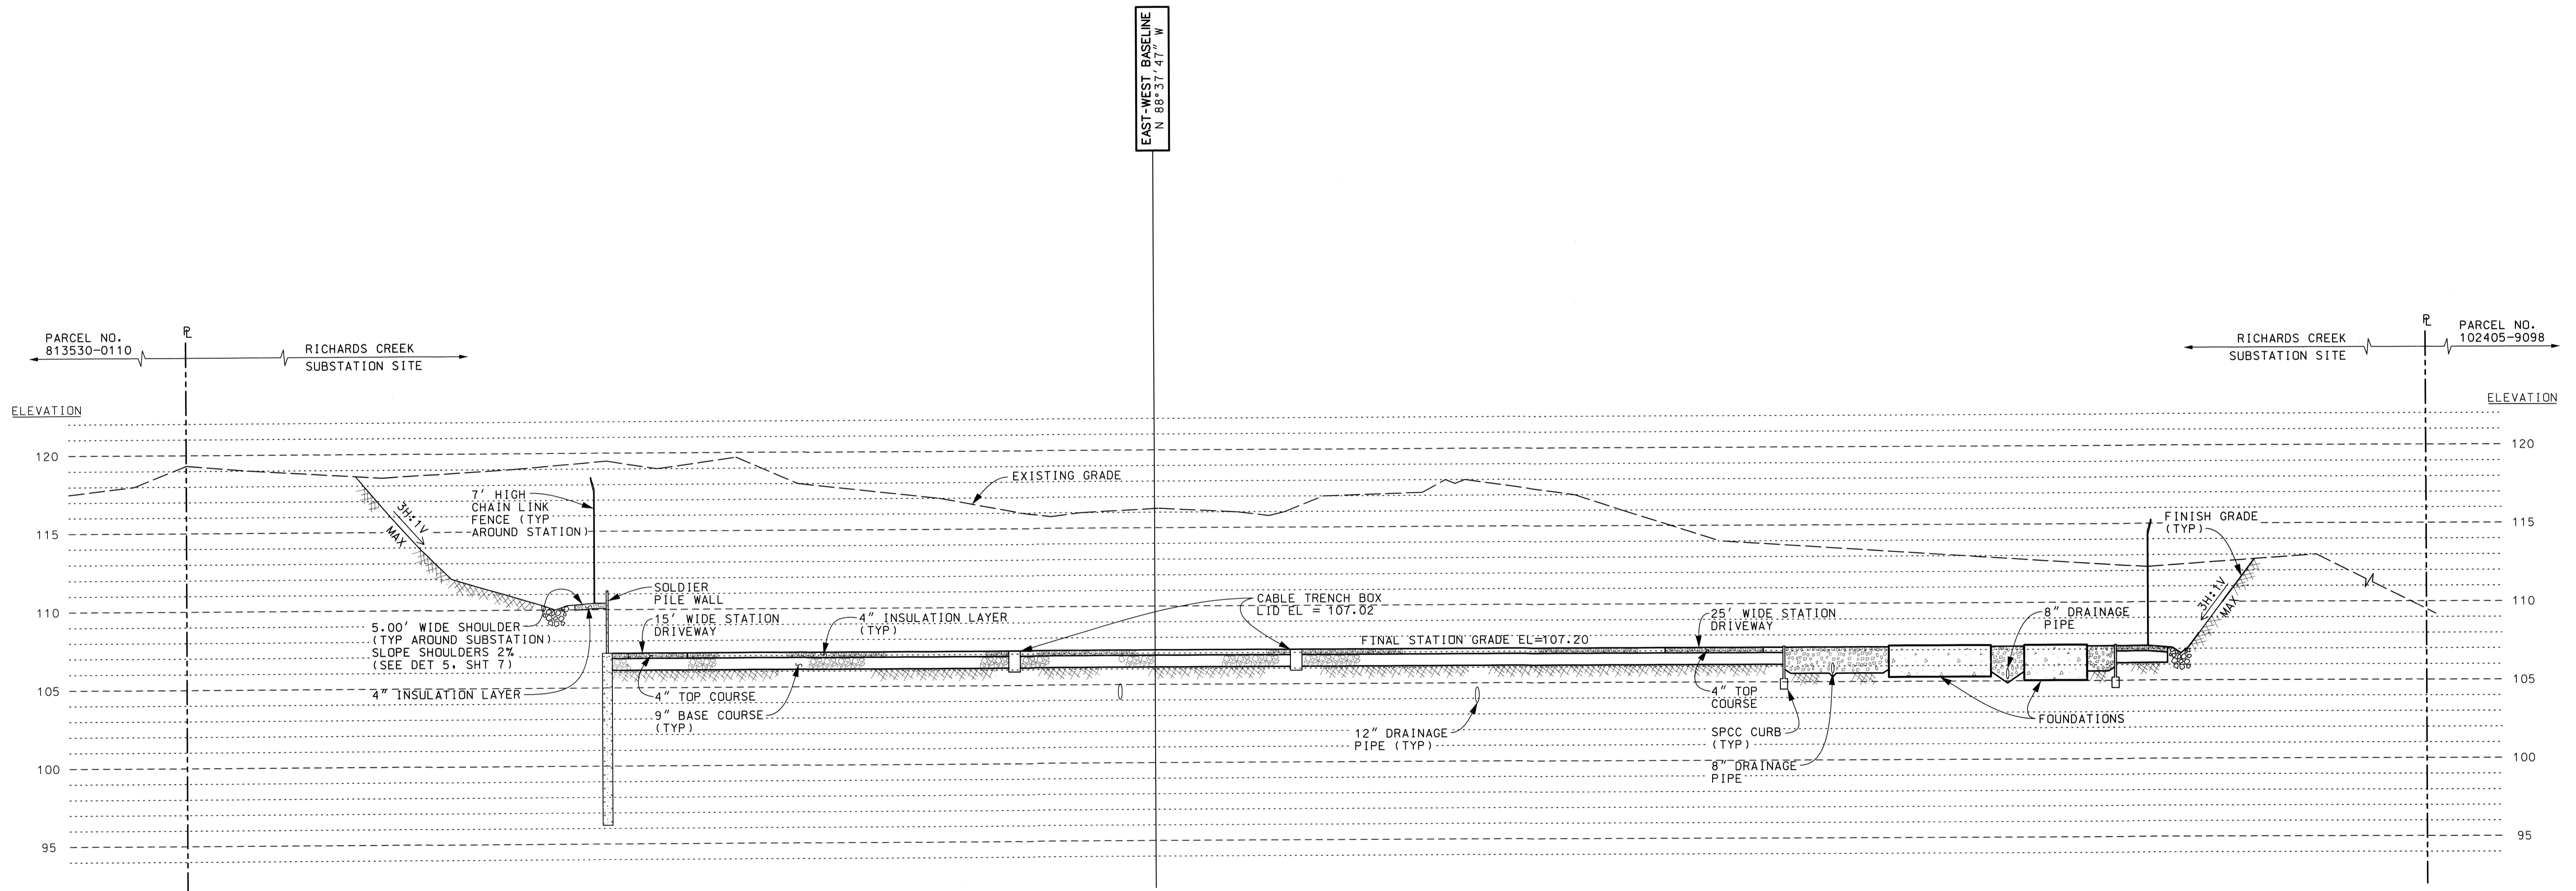 EAST-WEST BASELINE
N 88°37'47" W
PARCEL NO.
813530-0110
PL
RICHARDS CREEK
SUBSTATION SITE
RICHARDS CREEK
SUBSTATION SITE
PL
PARCEL NO.
102405-9098
ELEVATION
ELEVATION
120
120
EXISTING GRADE
7' HIGH
CHAIN LINK
FENCE (TYP
AROUND STATION)
3H:1V
MAX
FINISH GRADE
(TYP)
115
115
SOLDIER
PILE WALL
CABLE TRENCH BOX
LID EL = 107.02
3H:1V
MAX
110
110
5.00' WIDE SHOULDER
(TYP AROUND SUBSTATION)
SLOPE SHOULDERS 2%
(SEE DET 5, SHT 7)
15' WIDE STATION
DRIVEWAY
4" INSULATION LAYER
(TYP)
FINAL STATION GRADE EL=107.20
25' WIDE STATION
DRIVEWAY
8" DRAINAGE
PIPE
105
105
4" INSULATION LAYER
4" TOP COURSE
9" BASE COURSE
(TYP)
12" DRAINAGE
PIPE (TYP)
4" TOP
COURSE
SPCC CURB
(TYP)
8" DRAINAGE
PIPE
FOUNDATIONS
100
100
95
95